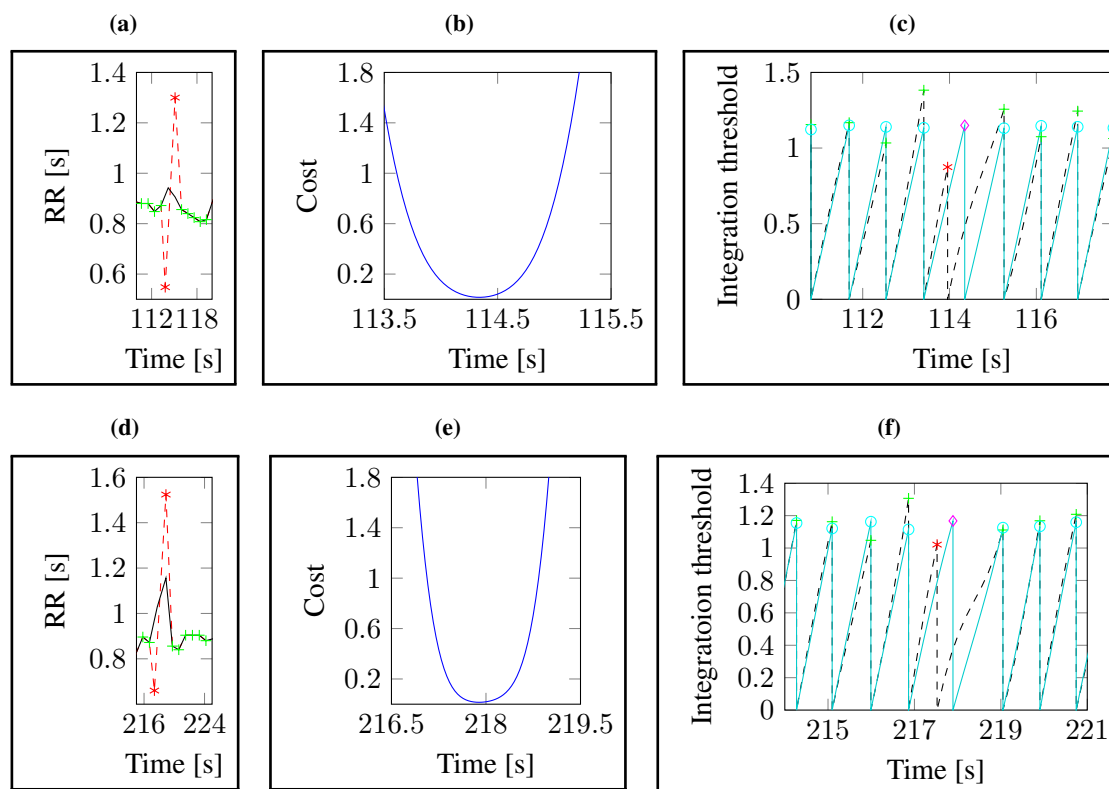 (a)
RR [s]
1.4
1.2
1
0.8
0.6
112 118
Time [s]
(b)
Cost
1.8
1.4
1
0.6
0.2
113.5 114.5 115.5
Time [s]
(c)
Integration threshold
1.5
1
0.5
0
112 114 116
Time [s]
(d)
RR [s]
1.6
1.4
1.2
1
0.8
216 224
Time [s]
(e)
Cost
1.8
1.4
1
0.6
0.2
216.5 218 219.5
Time [s]
(f)
Integratoion threshold
1.4
1.2
1
0.8
0.6
0.4
0.2
0
215 217 219 221
Time [s]